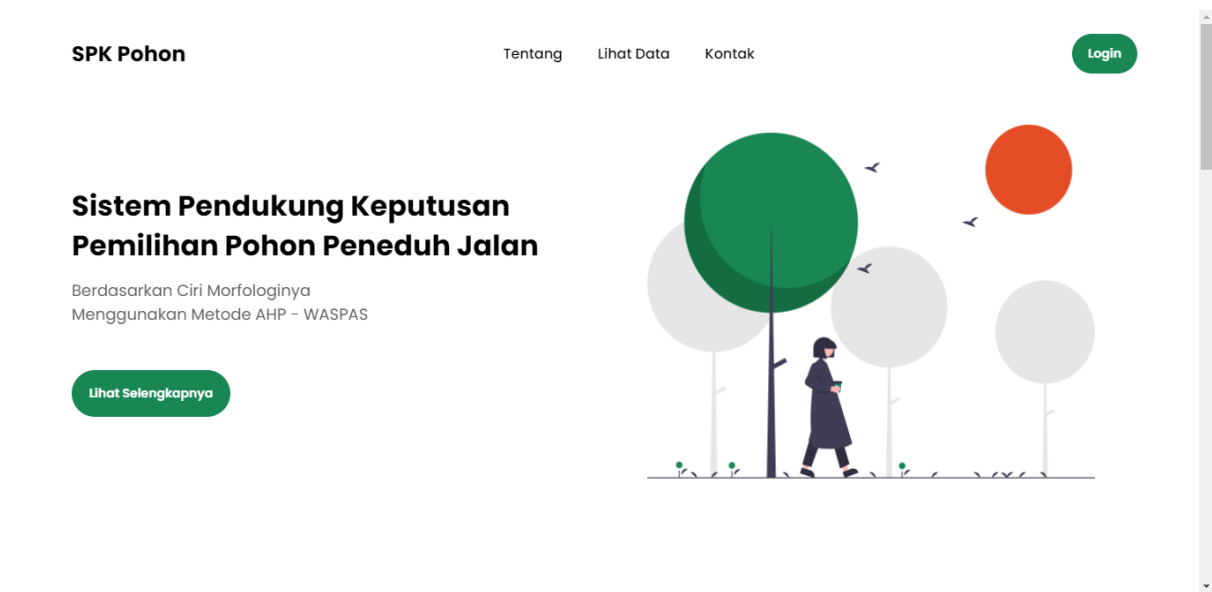 SPK Pohon
Tentang
Lihat Data
Kontak
Login
Sistem Pendukung Keputusan
Pemilihan Pohon Peneduh Jalan
Berdasarkan Ciri Morfologinya
Menggunakan Metode AHP - WASPAS
Lihat Selengkapnya